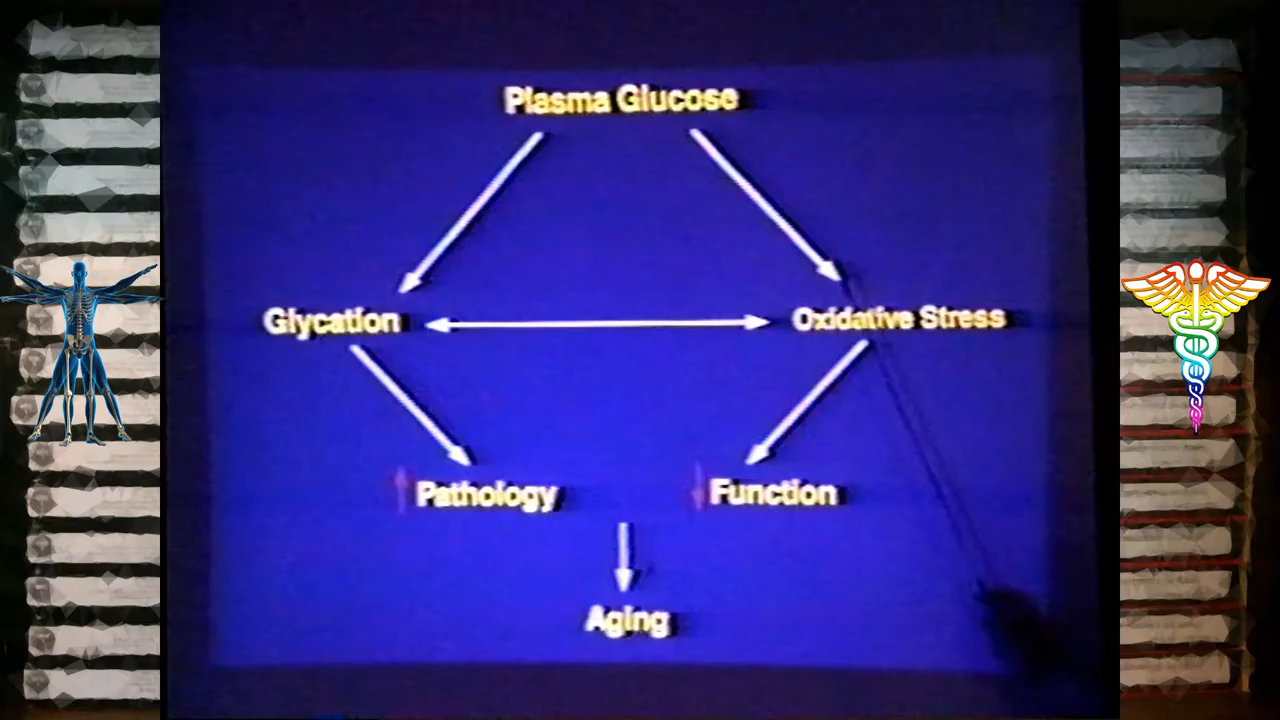 Plasma Glucose
Glycation
Oxidative Stress
↑ Pathology
↓ Function
Aging